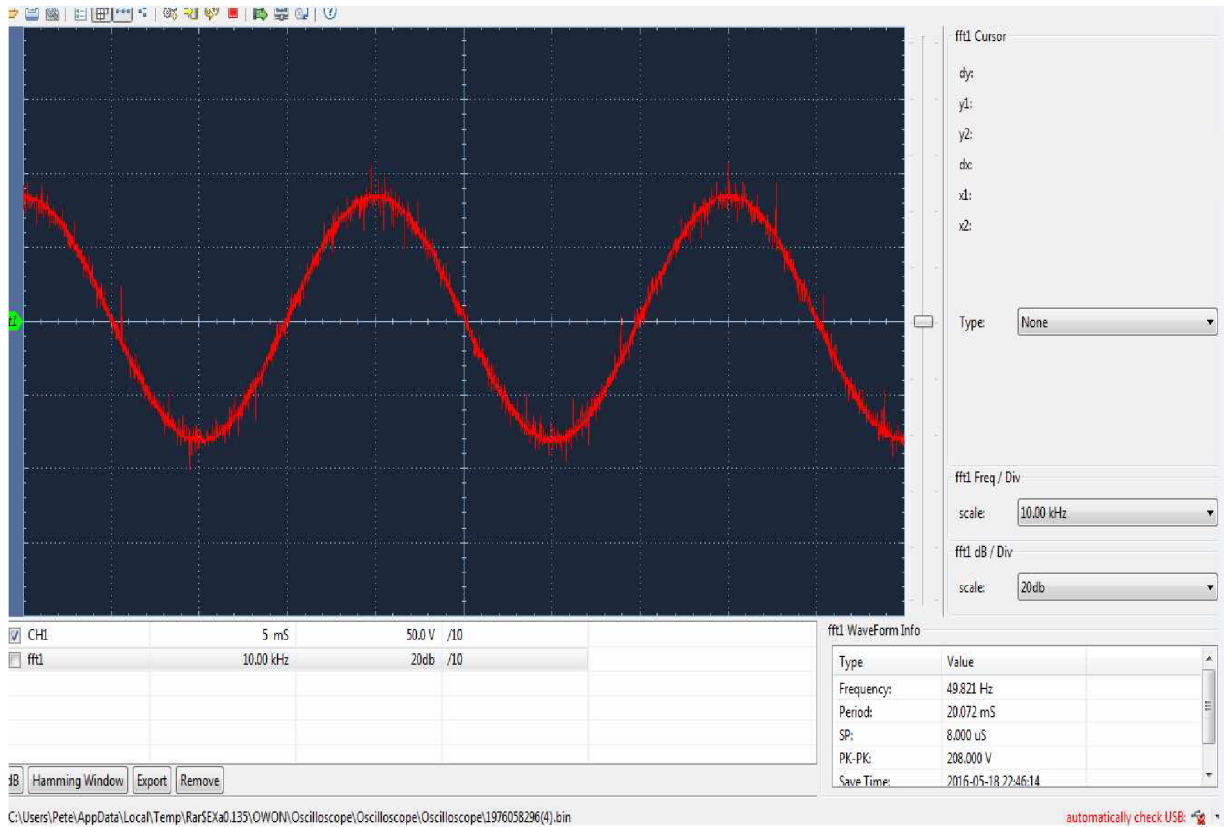 fft1 Cursor
dy:
y1:
y2:
dx:
x1:
x2:
Type: None
fft1 Freq / Div
scale: 10.00 kHz
fft1 dB / Div
scale: 20db
CH1 5 mS 50.0 V /10
fft1 10.00 kHz 20db /10
fft1 WaveForm Info
Type Value
Frequency: 49.821 Hz
Period: 20.072 mS
SP: 8.000 uS
PK-PK: 208.000 V
Save Time: 2016-05-18 22:46:14
dB Hamming Window Export Remove
C:\Users\Pete\AppData\Local\Temp\Rar$EXa0.135\OWON\Oscilloscope\Oscilloscope\Oscilloscope\1976058296(4).bin
automatically check USB: